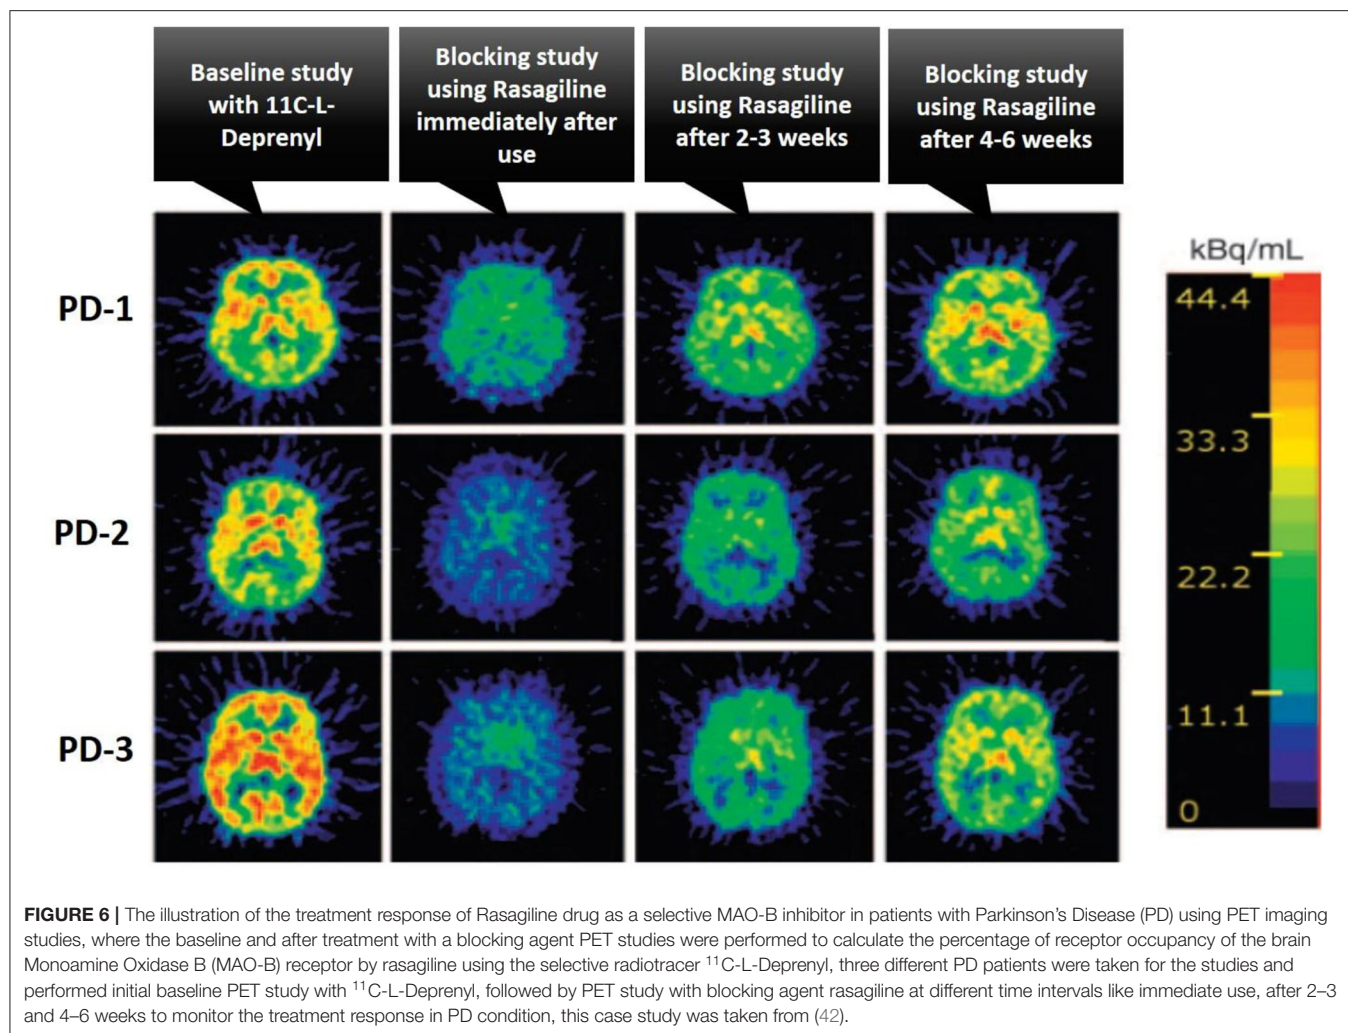 Baseline study
with 11C-L-
Deprenyl
Blocking study
using Rasagiline
immediately after
use
Blocking study
using Rasagiline
after 2-3 weeks
Blocking study
using Rasagiline
after 4-6 weeks
PD-1
PD-2
PD-3
kBq/mL
44.4
33.3
22.2
11.1
0
FIGURE 6 | The illustration of the treatment response of Rasagiline drug as a selective MAO-B inhibitor in patients with Parkinson's Disease (PD) using PET imaging
studies, where the baseline and after treatment with a blocking agent PET studies were performed to calculate the percentage of receptor occupancy of the brain
Monoamine Oxidase B (MAO-B) receptor by rasagiline using the selective radiotracer ¹¹C-L-Deprenyl, three different PD patients were taken for the studies and
performed initial baseline PET study with ¹¹C-L-Deprenyl, followed by PET study with blocking agent rasagiline at different time intervals like immediate use, after 2–3
and 4–6 weeks to monitor the treatment response in PD condition, this case study was taken from (42).